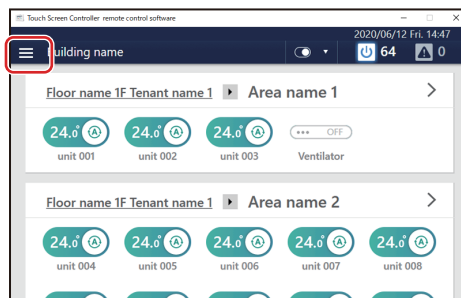 Touch Screen Controller remote control software
2020/06/12 Fri. 14:47
Building name 64 0
Floor name 1F Tenant name 1 Area name 1
24.0° A 24.0° A 24.0° A ••• OFF
unit 001 unit 002 unit 003 Ventilator
Floor name 1F Tenant name 1 Area name 2
24.0° A 24.0° A 24.0° A 24.0° A 24.0° A
unit 004 unit 005 unit 006 unit 007 unit 008